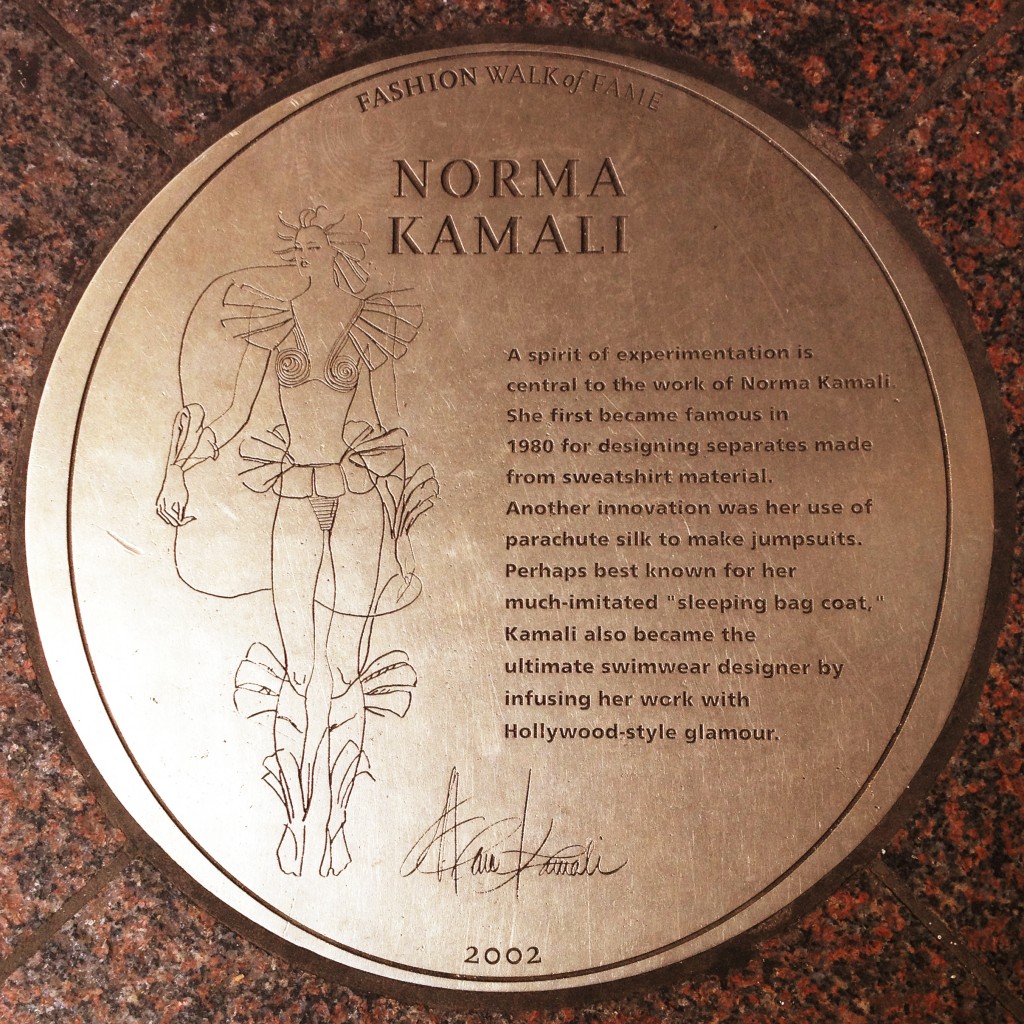 FASHION WALK of FAME
NORMA
KAMALI
A spirit of experimentation is
central to the work of Norma Kamali.
She first became famous in
1980 for designing separates made
from sweatshirt material.
Another innovation was her use of
parachute silk to make jumpsuits.
Perhaps best known for her
much-imitated "sleeping bag coat,"
Kamali also became the
ultimate swimwear designer by
infusing her work with
Hollywood-style glamour.
Kamali
2002